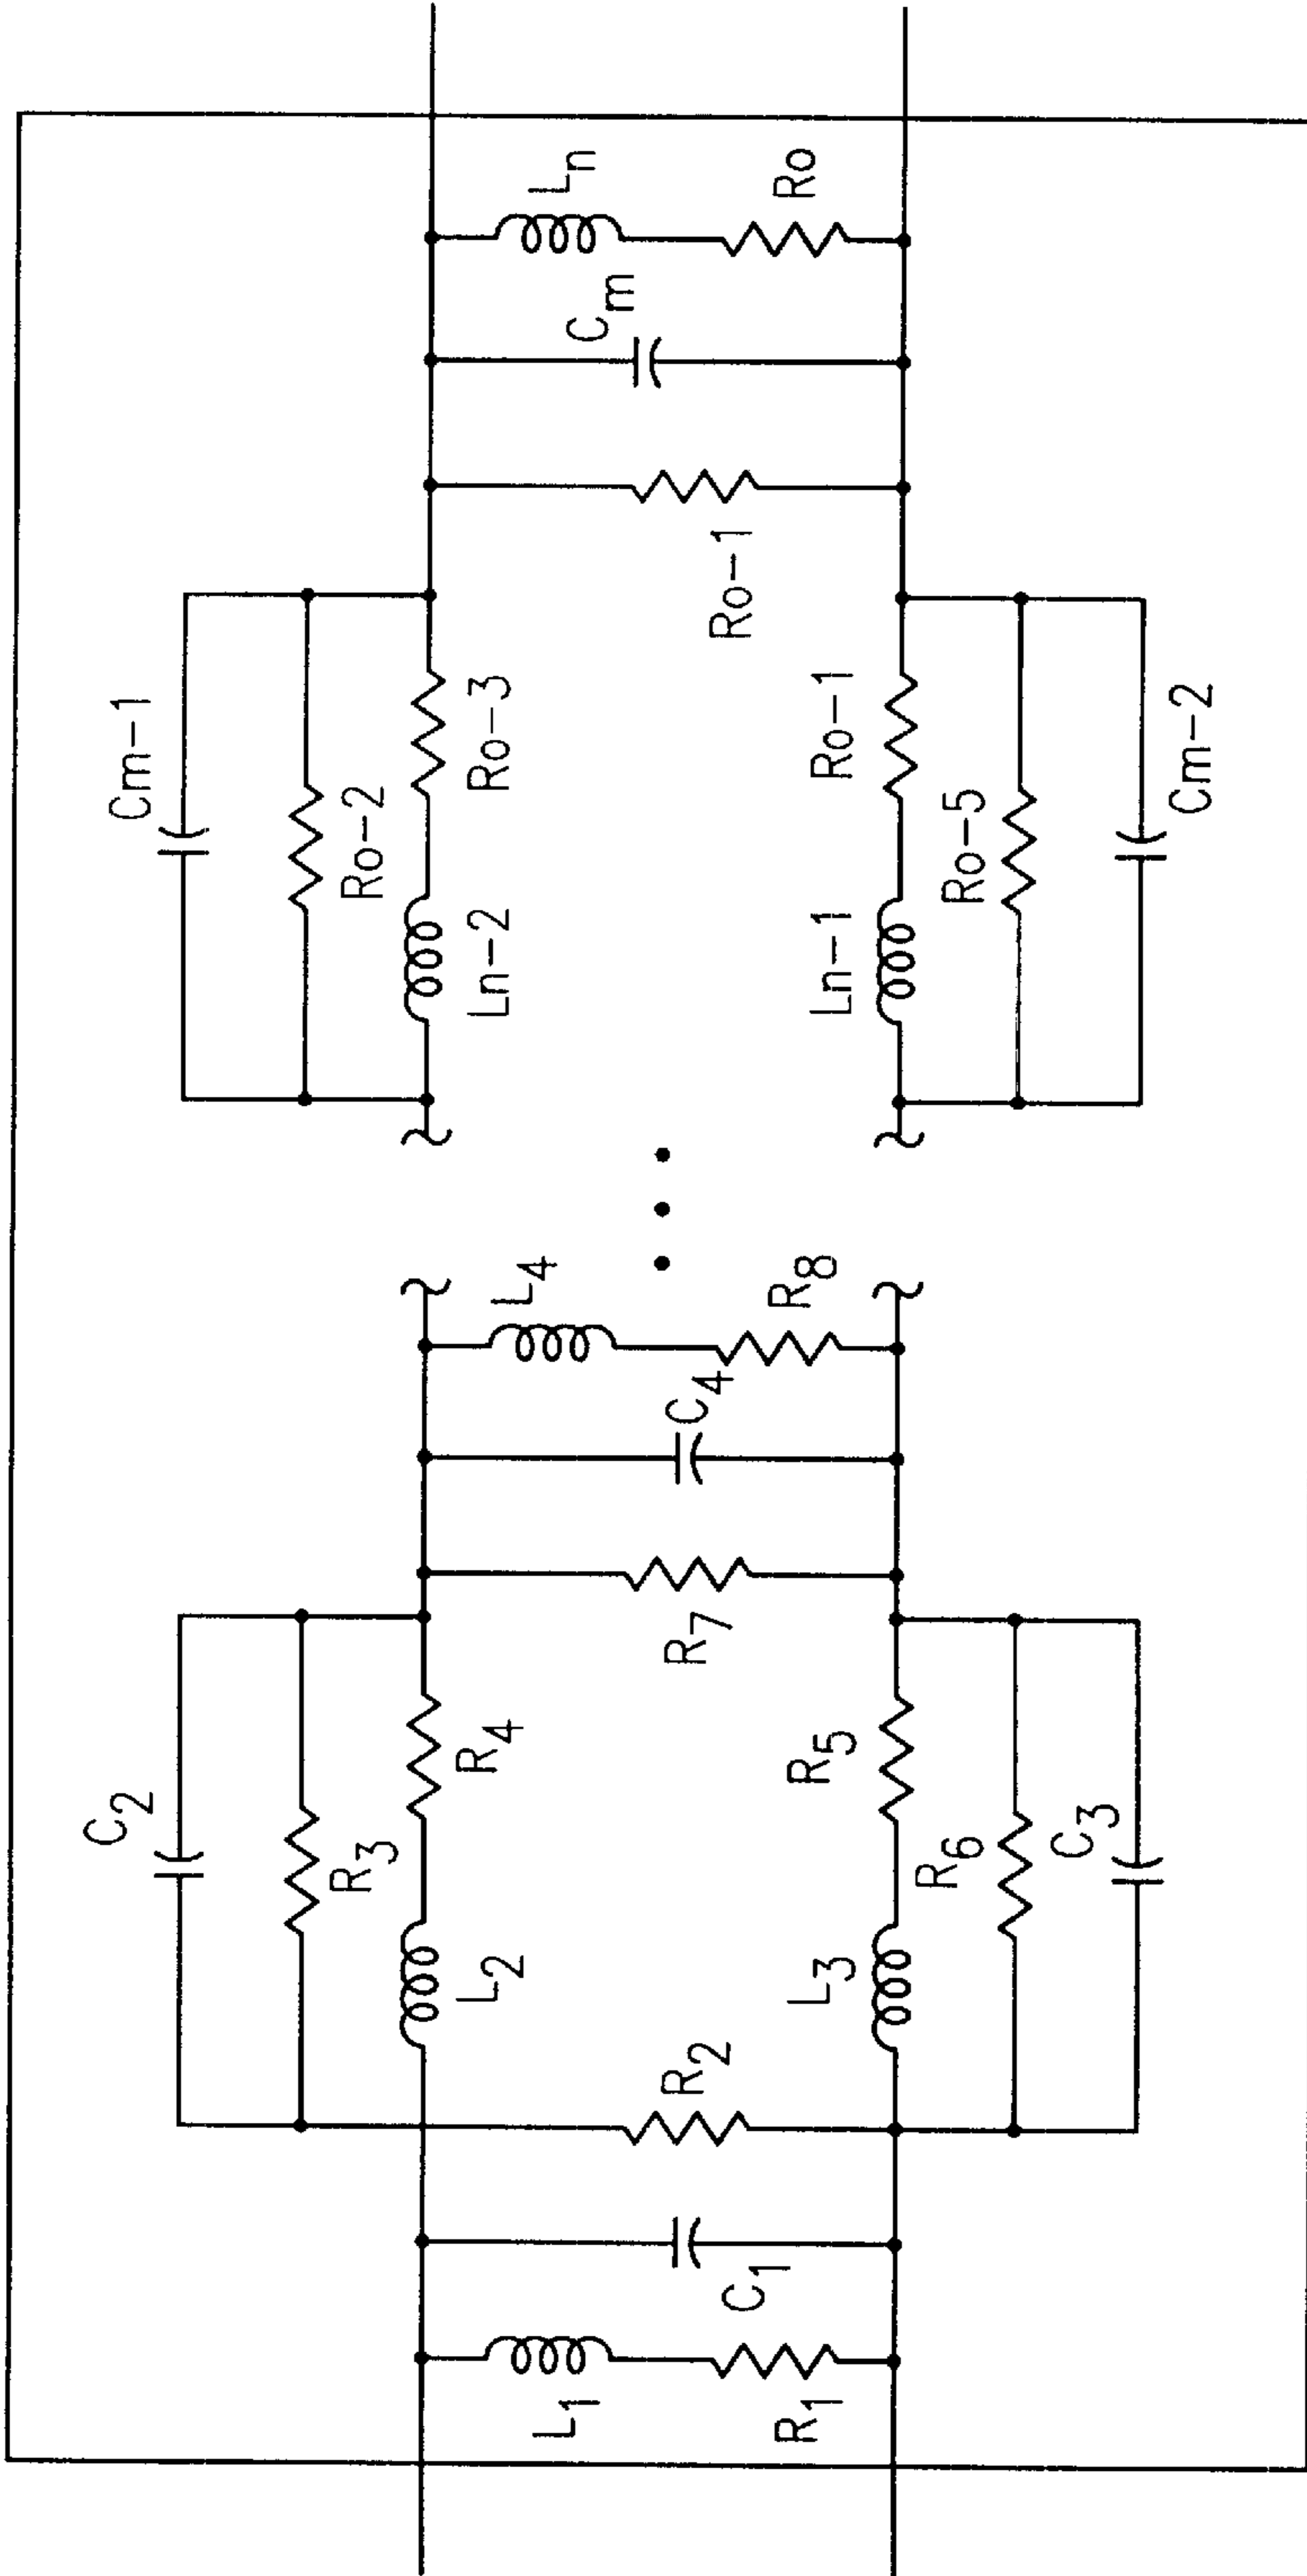 C2
R3
L2
R4
L1
R1
C1
R2
R7
C4
L4
R8
L3
R5
R6
C3
Cm-1
Ro-2
Ln-2
Ro-3
Ro-1
Cm
Ln
Ro
Ln-1
Ro-1
Ro-5
Cm-2